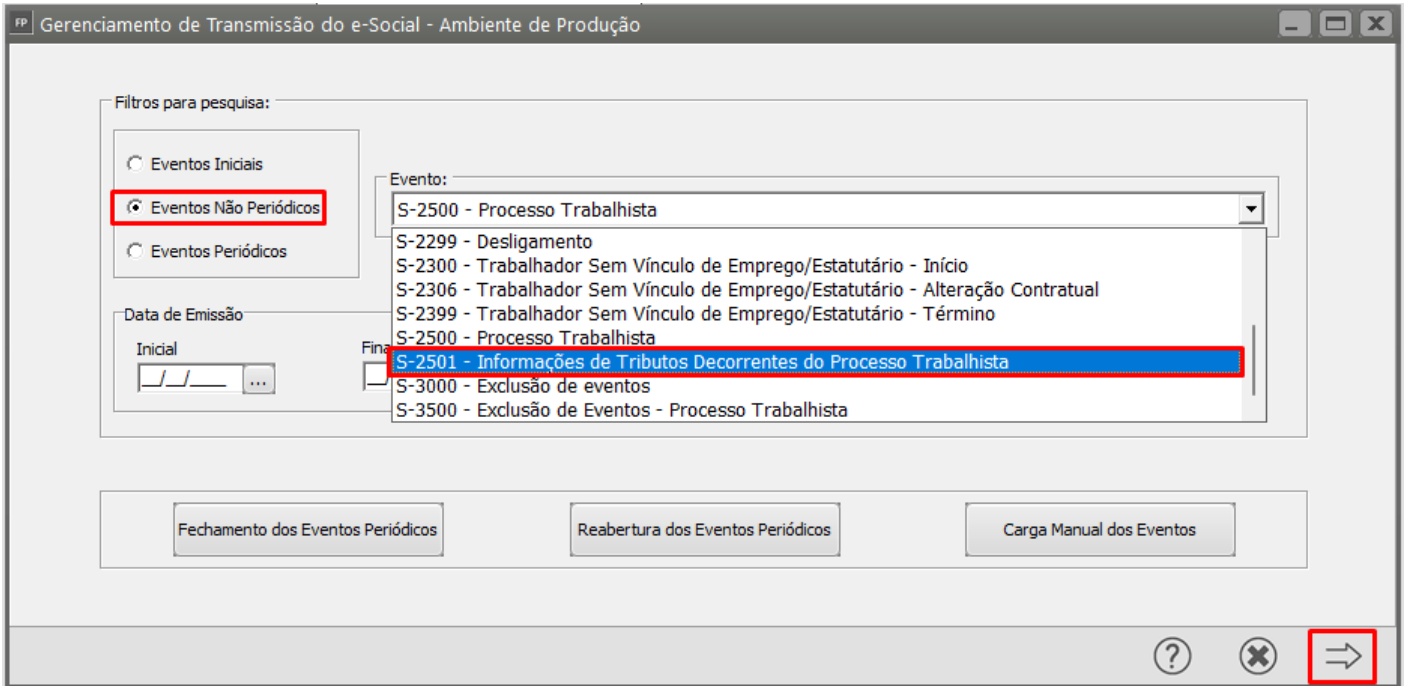 FP Gerenciamento de Transmissão do e-Social - Ambiente de Produção
Filtros para pesquisa:
Eventos Iniciais
Eventos Não Periódicos
Eventos Periódicos
Evento:
S-2500 - Processo Trabalhista
S-2299 - Desligamento
S-2300 - Trabalhador Sem Vínculo de Emprego/Estatutário - Início
S-2306 - Trabalhador Sem Vínculo de Emprego/Estatutário - Alteração Contratual
S-2399 - Trabalhador Sem Vínculo de Emprego/Estatutário - Término
S-2500 - Processo Trabalhista
S-2501 - Informações de Tributos Decorrentes do Processo Trabalhista
S-3000 - Exclusão de eventos
S-3500 - Exclusão de Eventos - Processo Trabalhista
Data de Emissão
Inicial
Fina
__/__/____ ...
Fechamento dos Eventos Periódicos
Reabertura dos Eventos Periódicos
Carga Manual dos Eventos
?